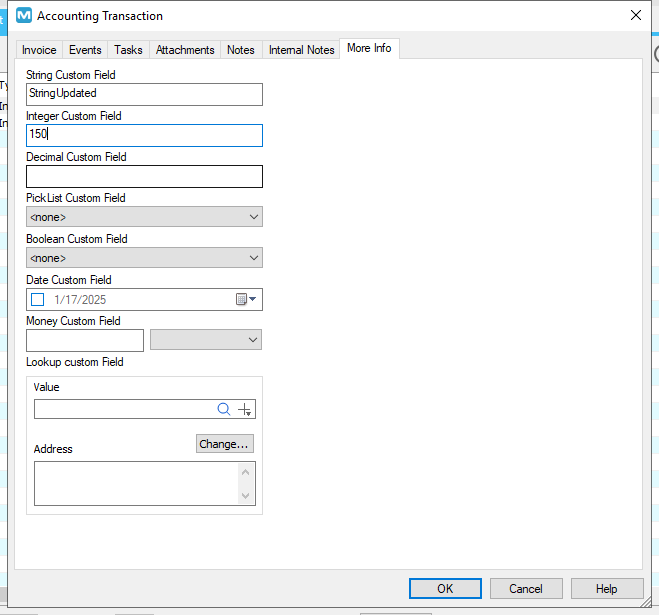 Accounting Transaction
Invoice Events Tasks Attachments Notes Internal Notes More Info
String Custom Field
StringUpdated
Integer Custom Field
150
Decimal Custom Field
PickList Custom Field
<none>
Boolean Custom Field
<none>
Date Custom Field
1/17/2025
Money Custom Field
Lookup custom Field
Value
Address Change...
OK Cancel Help